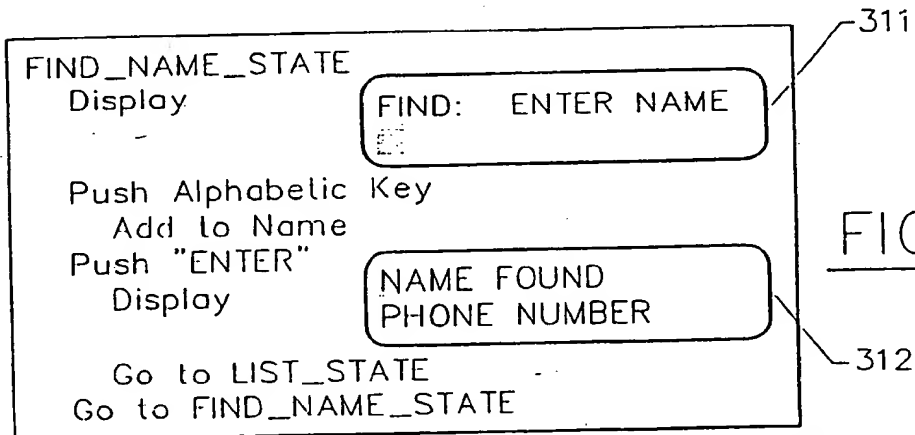 311
FIND_NAME_STATE
Display
FIND: ENTER NAME
Push Alphabetic Key
Add to Name
Push "ENTER"
Display
NAME FOUND
PHONE NUMBER
312
Go to LIST_STATE
Go to FIND_NAME_STATE